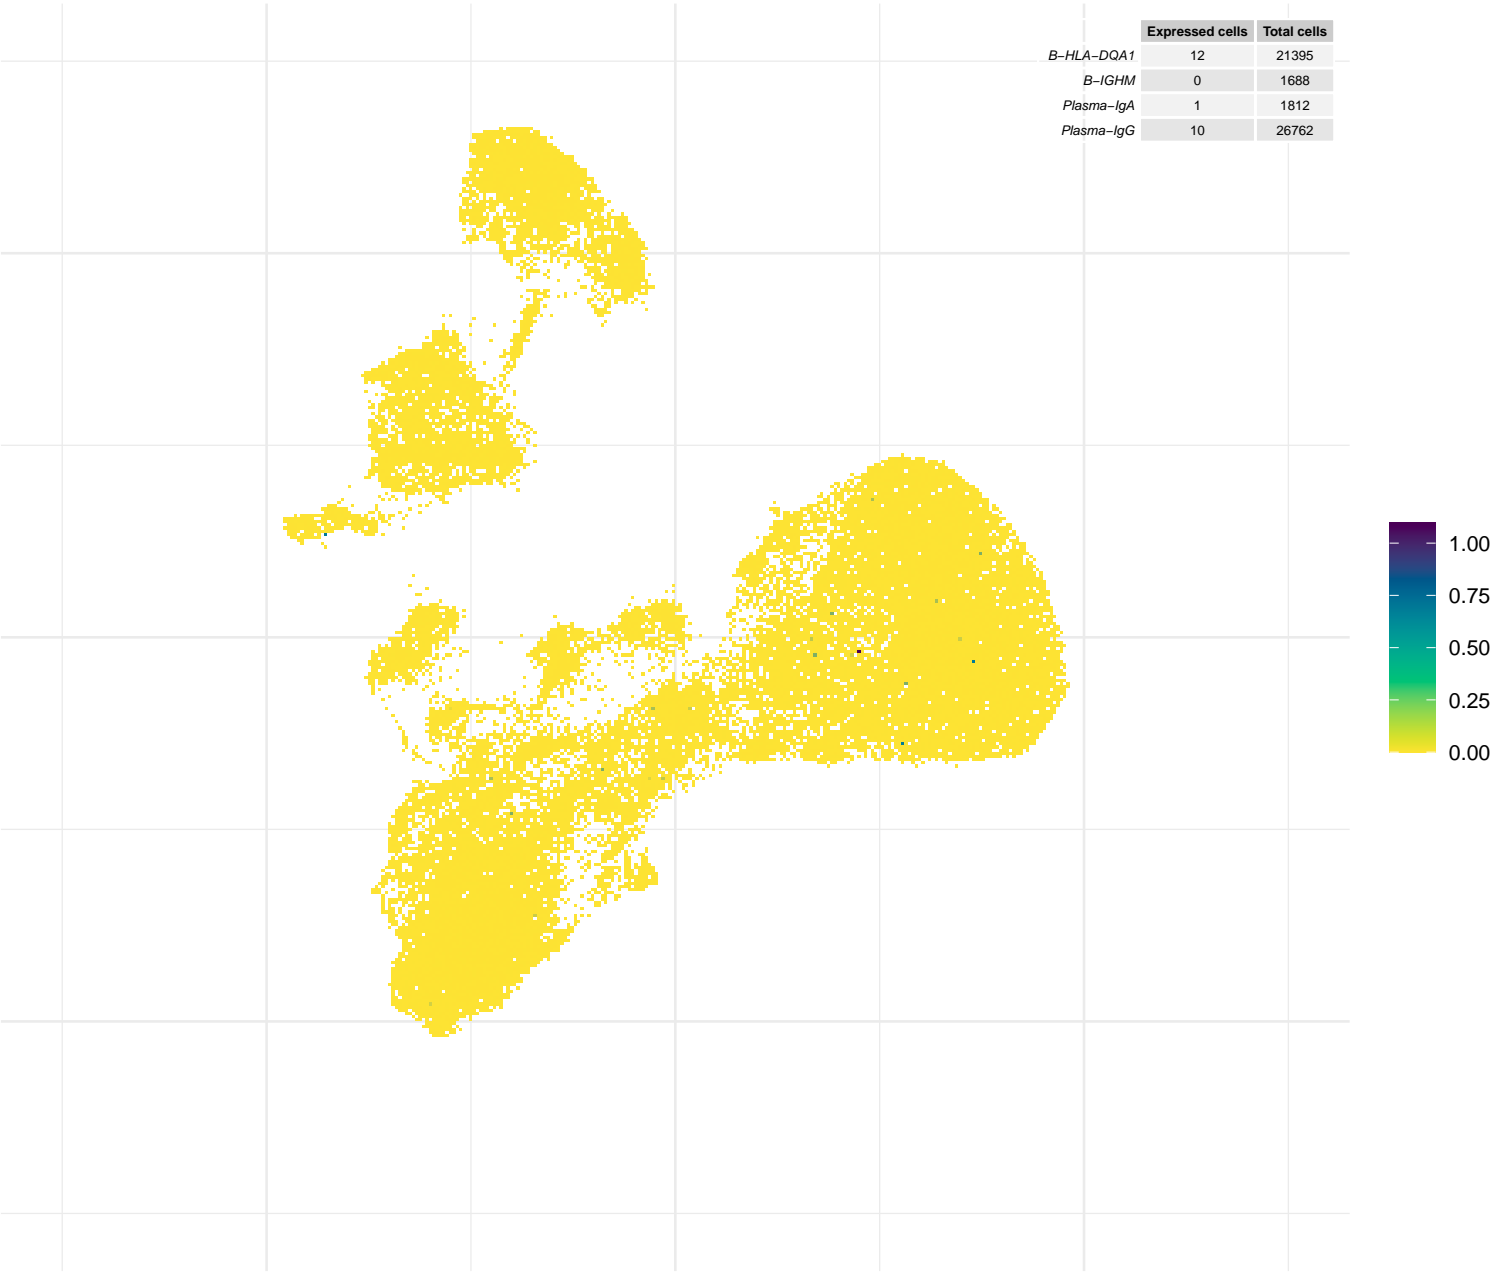 Expressed cells Total cells
B−HLA−DQA1 12 21395
B−IGHM 0 1688
Plasma−IgA 1 1812
Plasma−IgG 10 26762
1.00
0.75
0.50
0.25
0.00